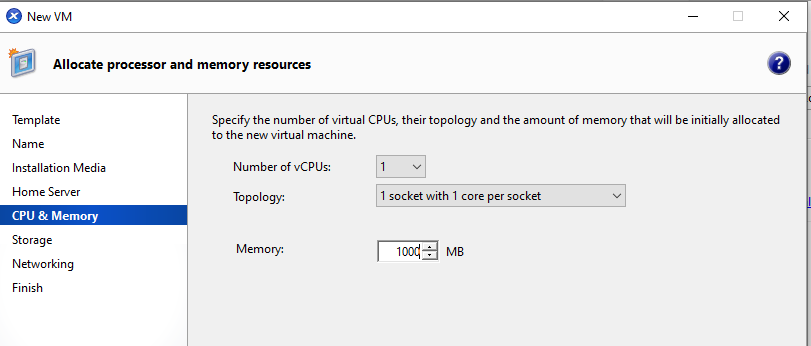 New VM
Allocate processor and memory resources
?
Template
Name
Installation Media
Home Server
CPU & Memory
Storage
Networking
Finish
Specify the number of virtual CPUs, their topology and the amount of memory that will be initially allocated
to the new virtual machine.
Number of vCPUs: 1
Topology: 1 socket with 1 core per socket
Memory: 1000 MB